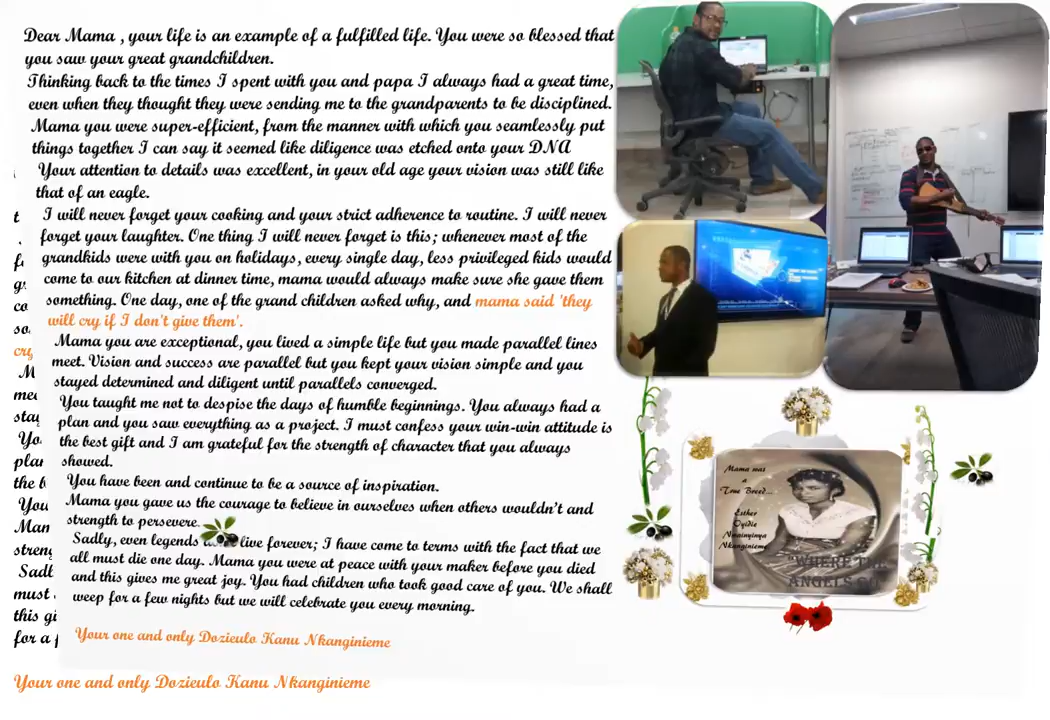 Dear Mama , your life is an example of a fulfilled life. You were so blessed that
you saw your great grandchildren.
Thinking back to the times I spent with you and papa I always had a great time,
even when they thought they were sending me to the grandparents to be disciplined.
Mama you were super-efficient, from the manner with which you seamlessly put
things together I can say it seemed like diligence was etched onto your DNA
Your attention to details was excellent, in your old age your vision was still like
that of an eagle.
I will never forget your cooking and your strict adherence to routine. I will never
forget your laughter. One thing I will never forget is this; whenever most of the
grandkids were with you on holidays, every single day, less privileged kids would
come to our kitchen at dinner time, mama would always make sure she gave them
something. One day, one of the grand children asked why, and mama said 'they
will cry if I don't give them'.
Mama you are exceptional, you lived a simple life but you made parallel lines
meet. Vision and success are parallel but you kept your vision simple and you
stayed determined and diligent until parallels converged.
You taught me not to despise the days of humble beginnings. You always had a
plan and you saw everything as a project. I must confess your win-win attitude is
the best gift and I am grateful for the strength of character that you always
showed.
You have been and continue to be a source of inspiration.
Mama you gave us the courage to believe in ourselves when others wouldn't and
strength to persevere.
Sadly, even legends live forever; I have come to terms with the fact that we
all must die one day. Mama you were at peace with your maker before you died
and this gives me great joy. You had children who took good care of you. We shall
weep for a few nights but we will celebrate you every morning.
Your one and only Dozieulo Kanu Nkanginieme
Your one and only Dozieulo Kanu Nkanginieme
Mama was
a
True Breed...
Esther
Oyidie
Nwainyinya
Nkanginieme
"WHERE THE
ANGELS GO"